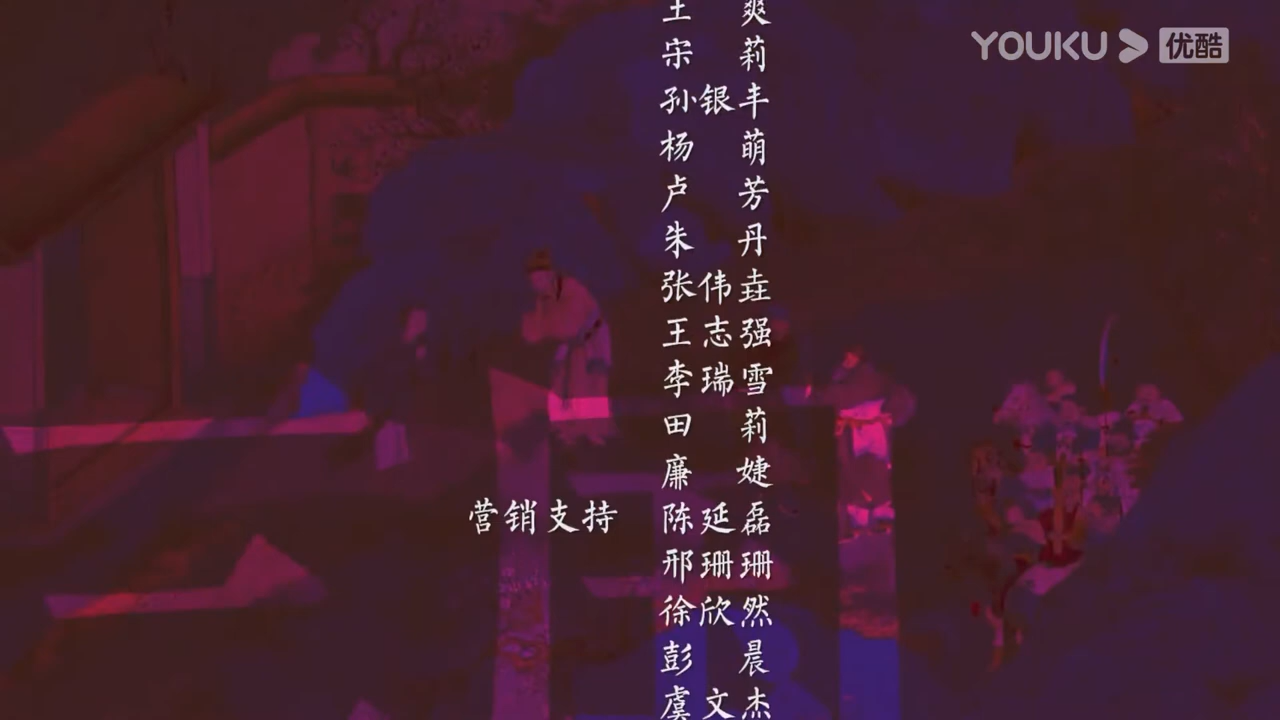 王爽
YOUKU 优酷
宋莉
孙银丰
杨萌
卢芳
朱丹
张伟垚
王志强
李瑞雪
田莉
廉婕
营销支持 陈延磊
邢珊珊
徐欣然
彭晨
虞文杰